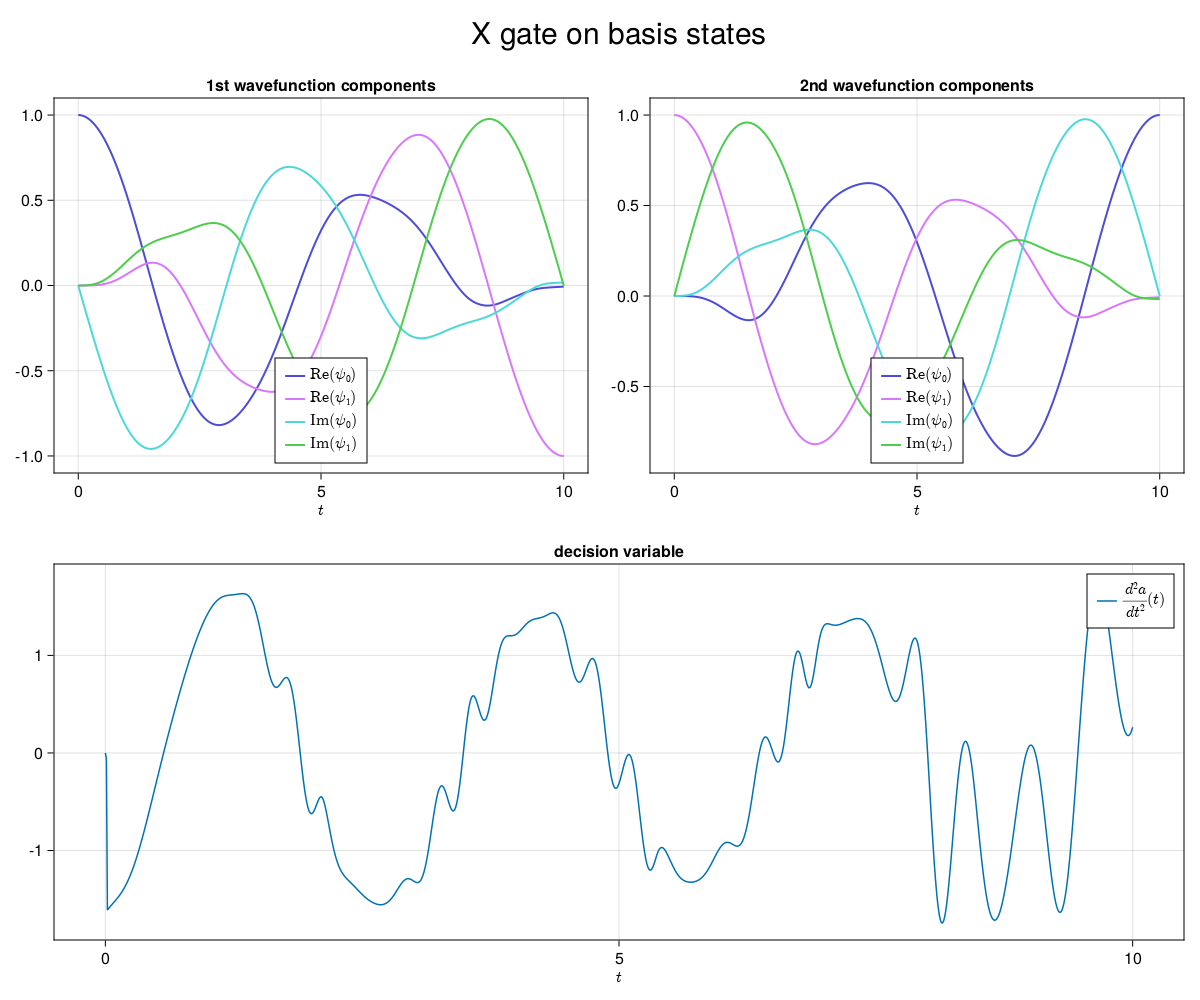 X gate on basis states
1st wavefunction components
1.0
0.5
0.0
-0.5
-1.0
Re(ψ₀)
Re(ψ₁)
Im(ψ₀)
Im(ψ₁)
0
5
10
t
2nd wavefunction components
1.0
0.5
0.0
-0.5
Re(ψ₀)
Re(ψ₁)
Im(ψ₀)
Im(ψ₁)
0
5
10
t
decision variable
1
0
-1
d²a
dt²
(t)
0
5
10
t